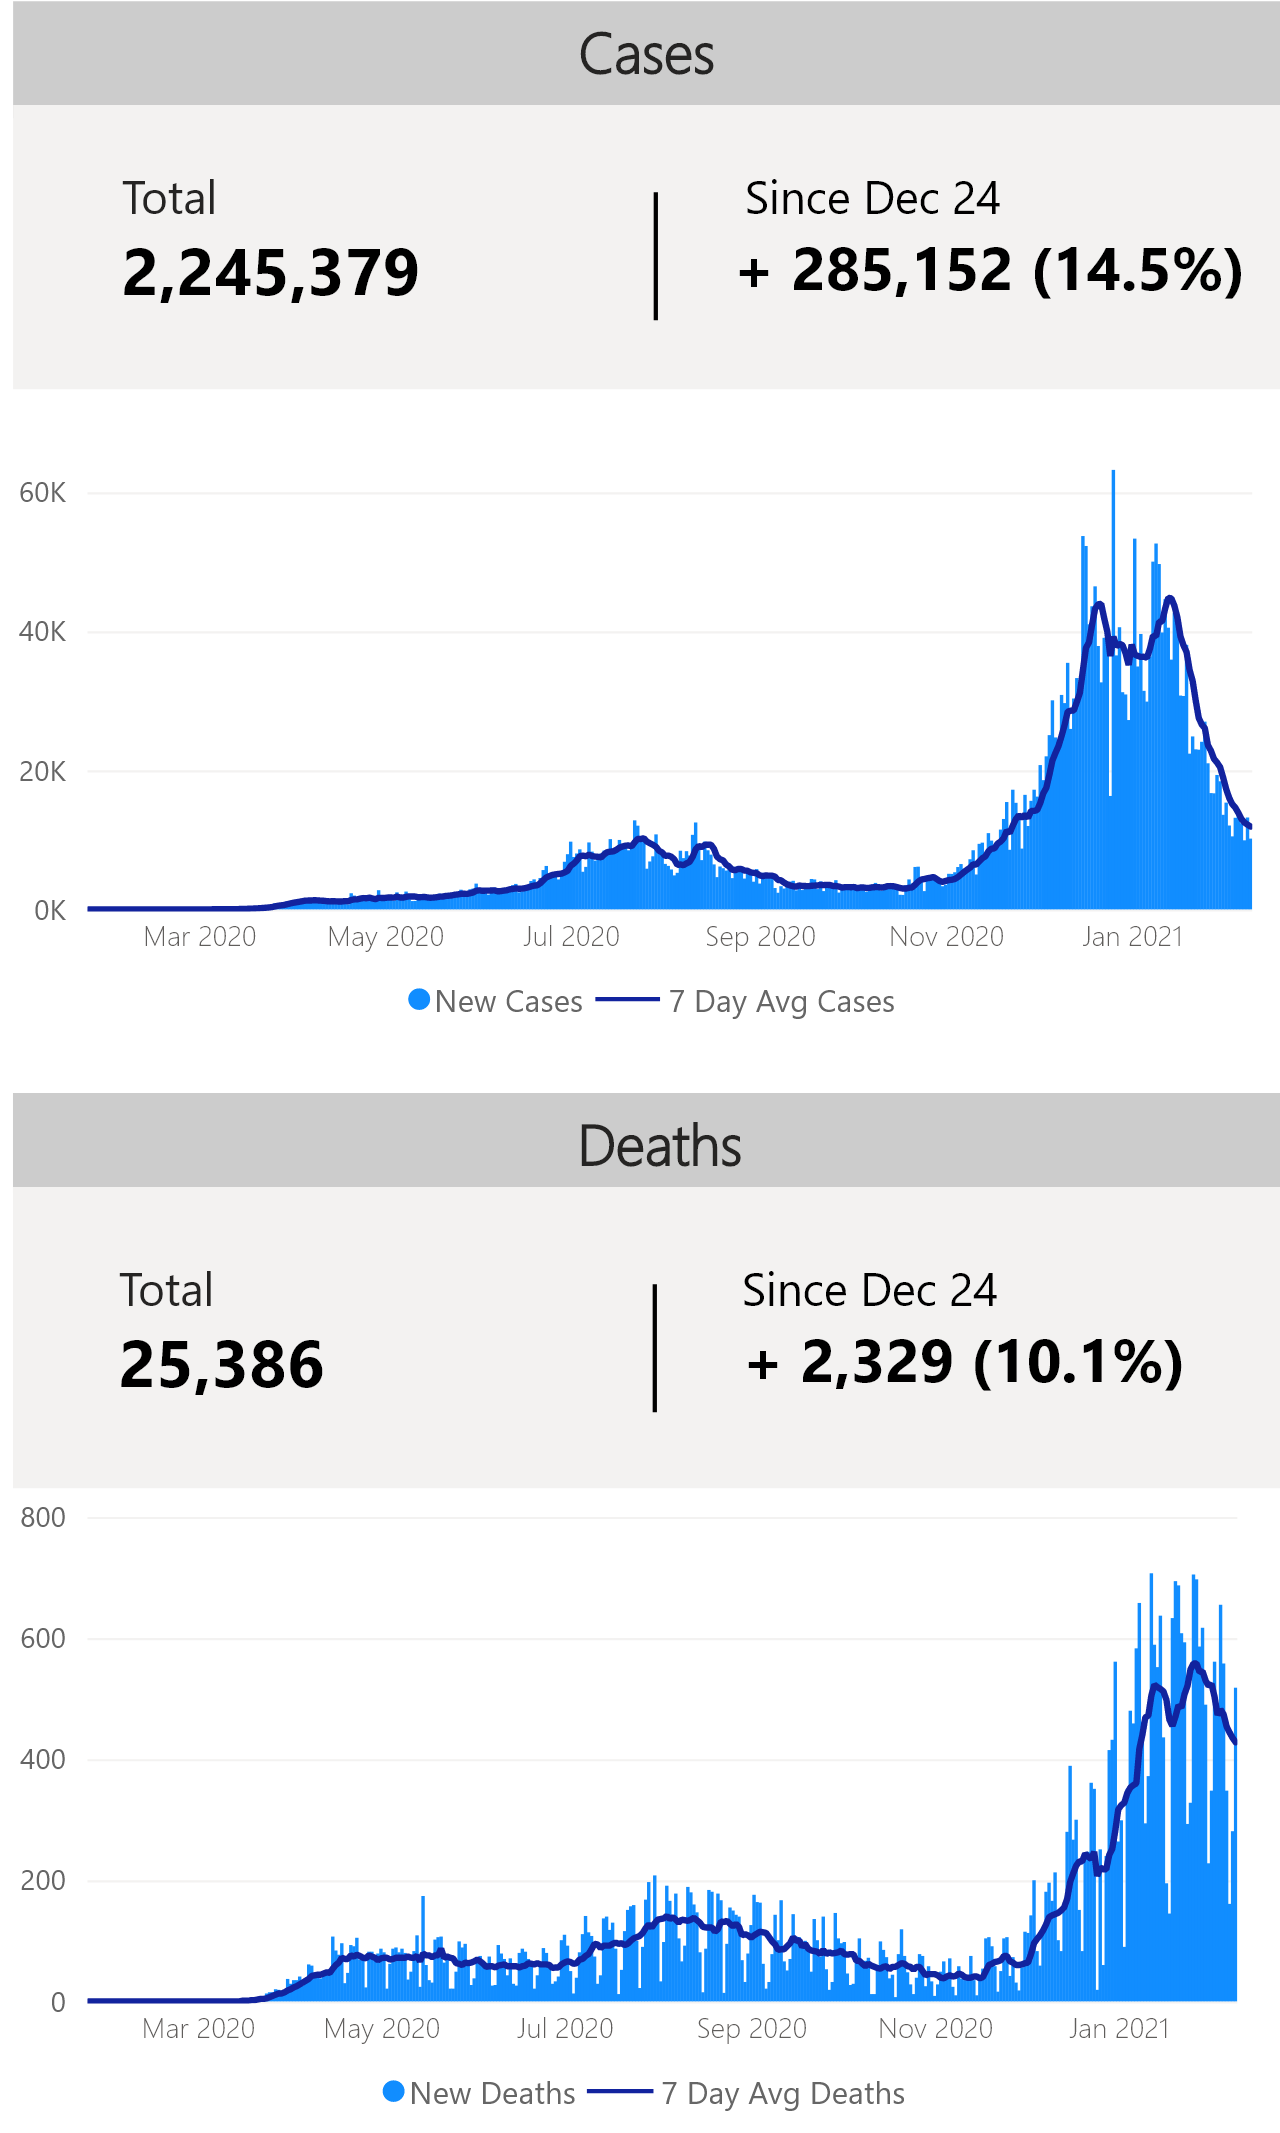 Cases
Total
Since Dec 24
2,245,379
+ 285,152 (14.5%)
60K
40K
20K
0K
Mar 2020 May 2020 Jul 2020 Sep 2020 Nov 2020 Jan 2021
New Cases 7 Day Avg Cases
Deaths
Total
Since Dec 24
25,386
+ 2,329 (10.1%)
800
600
400
200
0
Mar 2020 May 2020 Jul 2020 Sep 2020 Nov 2020 Jan 2021
New Deaths 7 Day Avg Deaths